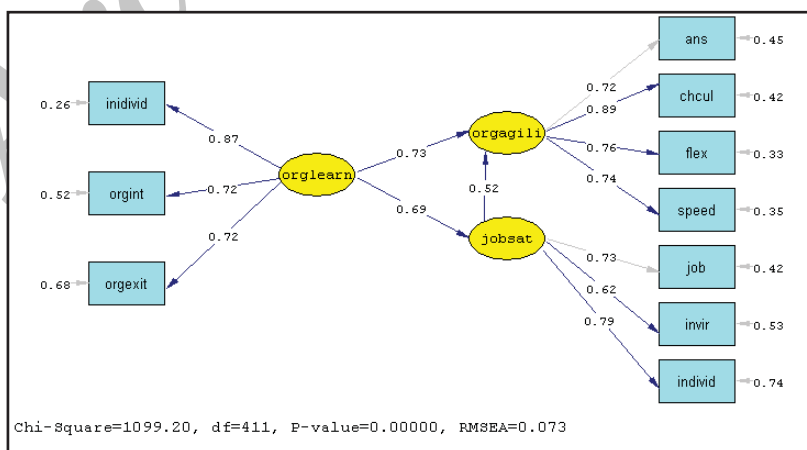 inidivid
orgint
orgexit
0.26
0.52
0.68
0.87
0.72
0.72
orglearn
0.73
0.69
orgagili
0.52
jobsat
0.72
0.89
0.76
0.74
0.73
0.62
0.79
ans
chcul
flex
speed
job
invir
individ
0.45
0.42
0.33
0.35
0.42
0.53
0.74
Chi-Square=1099.20, df=411, P-value=0.00000, RMSEA=0.073